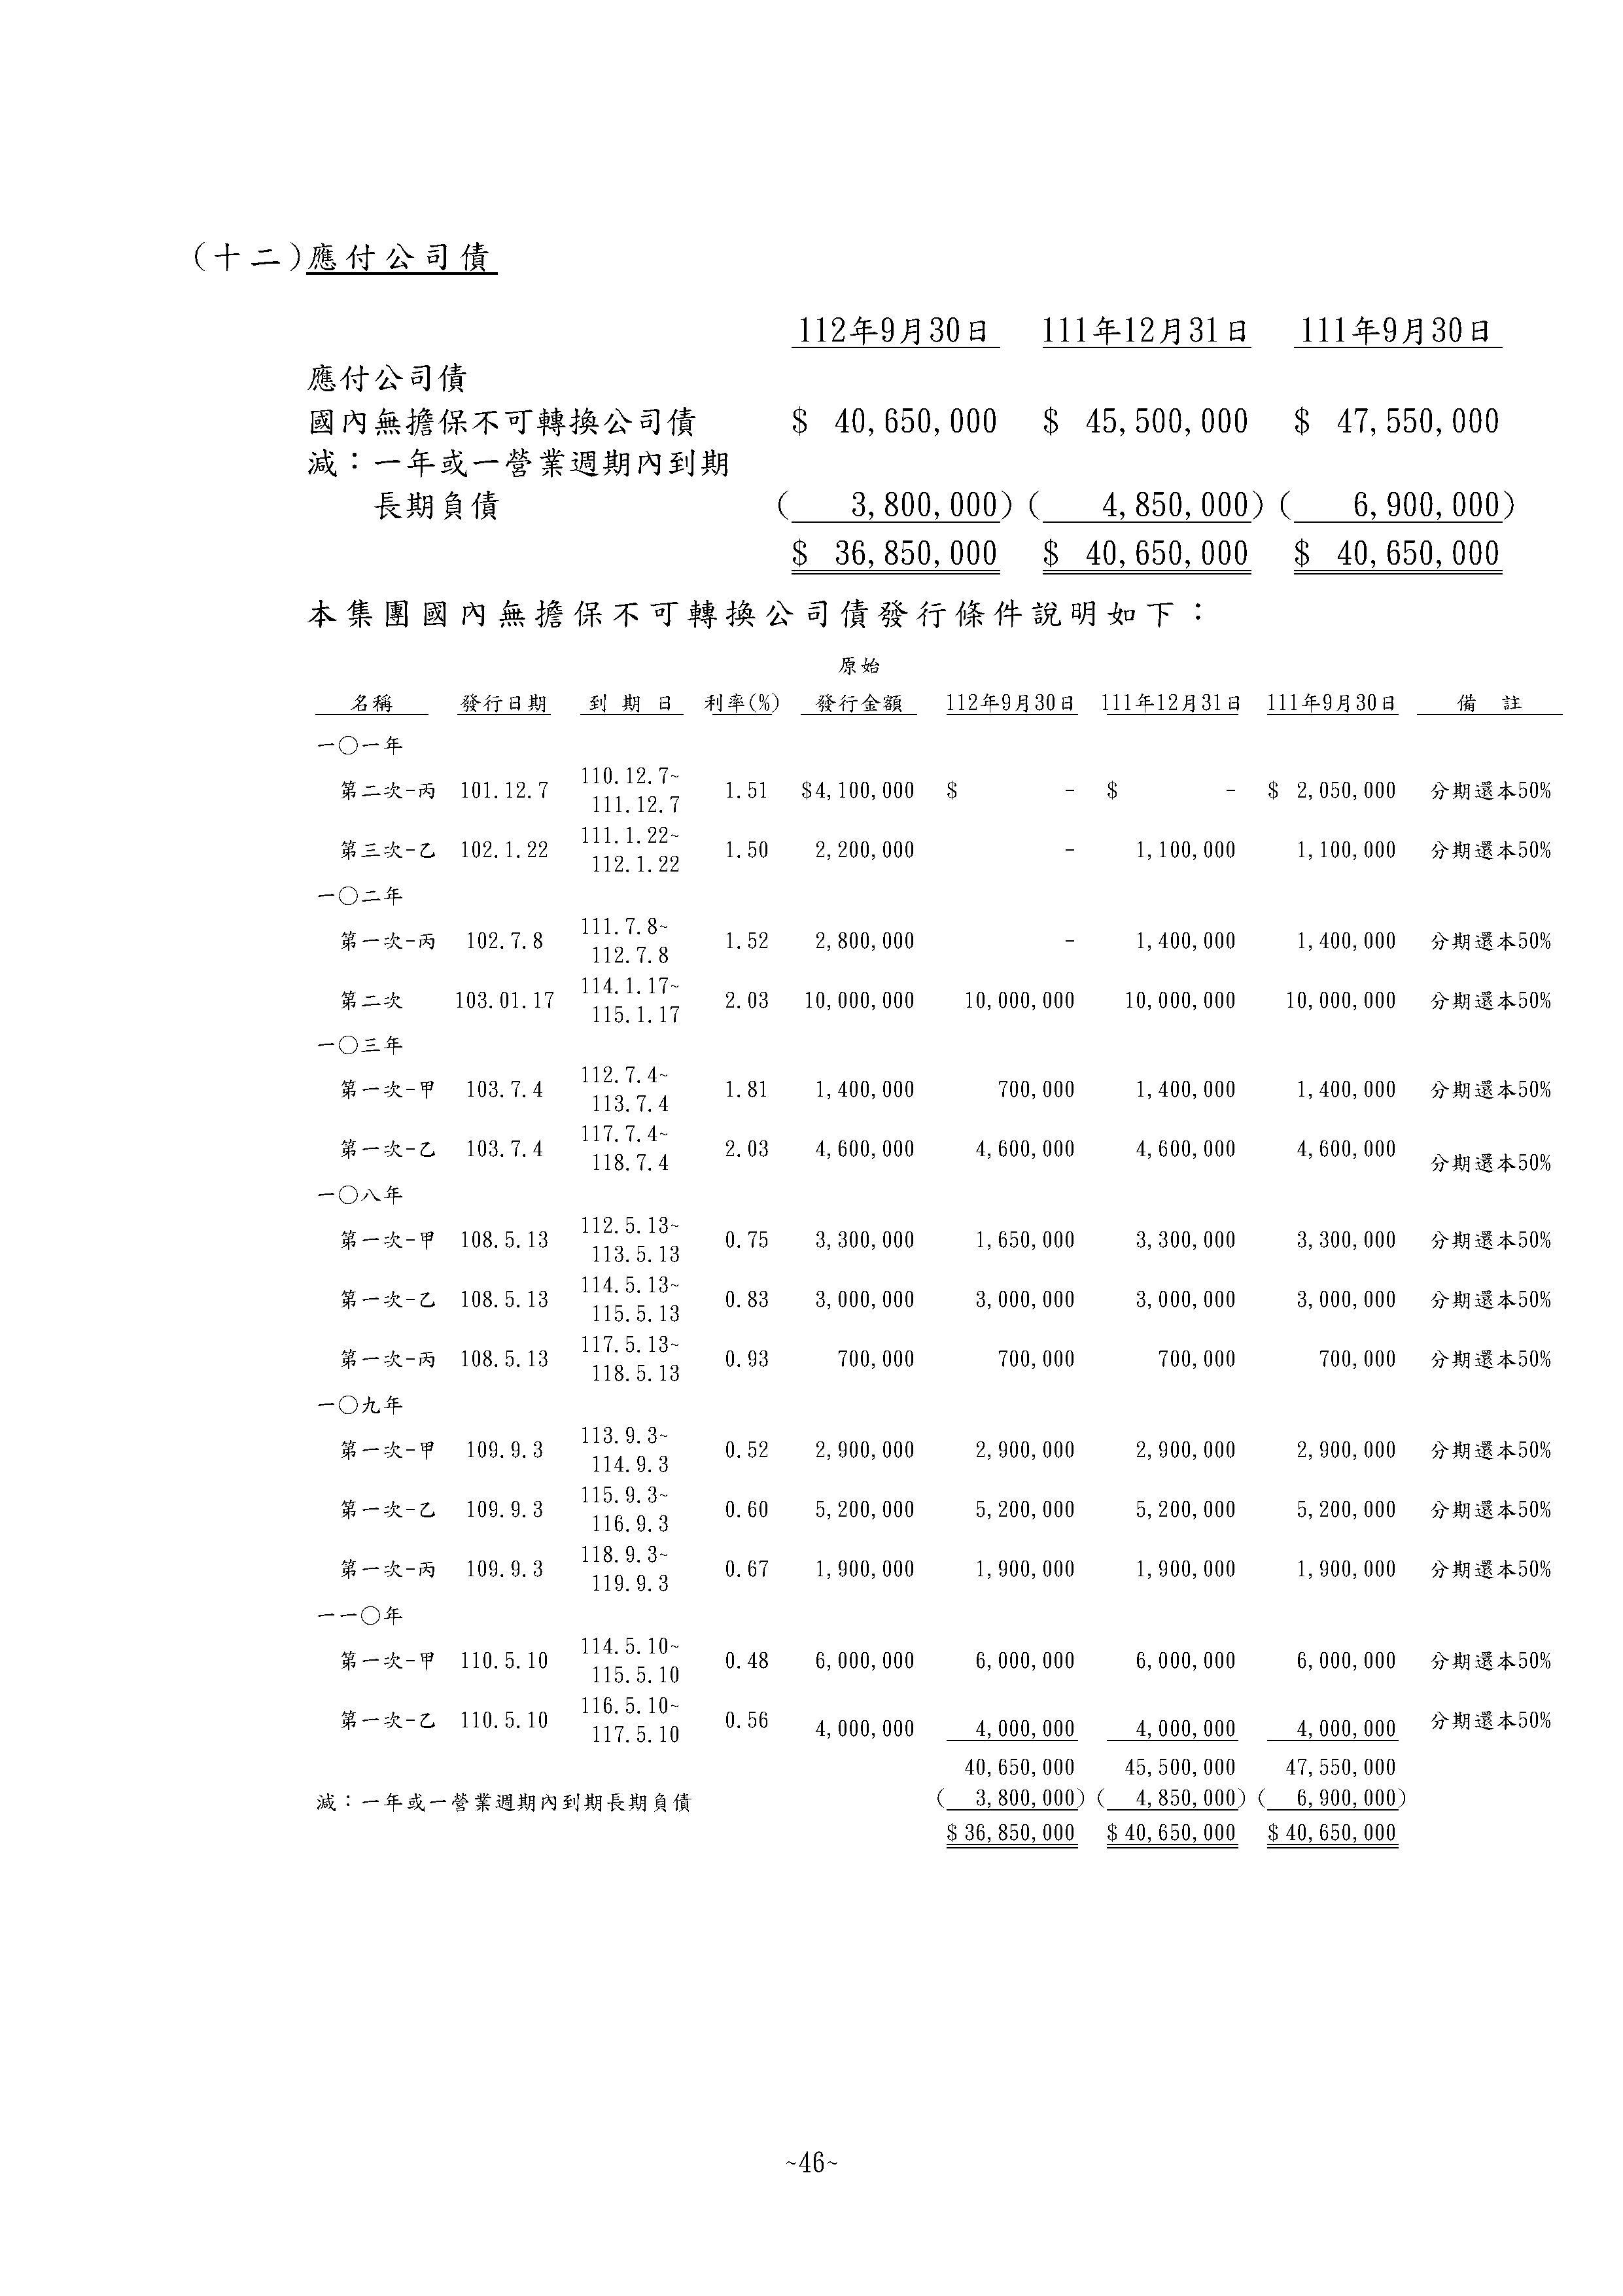 (十二)應付公司債
112年9月30日 111年12月31日 111年9月30日
應付公司債
國內無擔保不可轉換公司債 $ 40,650,000 $ 45,500,000 $ 47,550,000
減：一年或一營業週期內到期
長期負債 ( 3,800,000) ( 4,850,000) ( 6,900,000)
$ 36,850,000 $ 40,650,000 $ 40,650,000
本集團國內無擔保不可轉換公司債發行條件說明如下：
原始
名稱 發行日期 到期日 利率(%) 發行金額 112年9月30日 111年12月31日 111年9月30日 備註
一○一年
第二次-丙 101.12.7 110.12.7~ 1.51 $4,100,000 $ - $ - $ 2,050,000 分期還本50%
111.12.7
第三次-乙 102.1.22 111.1.22~ 1.50 2,200,000 - 1,100,000 1,100,000 分期還本50%
112.1.22
一○二年
第一次-丙 102.7.8 111.7.8~ 1.52 2,800,000 - 1,400,000 1,400,000 分期還本50%
112.7.8
第二次 103.01.17 114.1.17~ 2.03 10,000,000 10,000,000 10,000,000 10,000,000 分期還本50%
115.1.17
一○三年
第一次-甲 103.7.4 112.7.4~ 1.81 1,400,000 700,000 1,400,000 1,400,000 分期還本50%
113.7.4
第一次-乙 103.7.4 117.7.4~ 2.03 4,600,000 4,600,000 4,600,000 4,600,000 分期還本50%
118.7.4
一○八年
第一次-甲 108.5.13 112.5.13~ 0.75 3,300,000 1,650,000 3,300,000 3,300,000 分期還本50%
113.5.13
第一次-乙 108.5.13 114.5.13~ 0.83 3,000,000 3,000,000 3,000,000 3,000,000 分期還本50%
115.5.13
第一次-丙 108.5.13 117.5.13~ 0.93 700,000 700,000 700,000 700,000 分期還本50%
118.5.13
一○九年
第一次-甲 109.9.3 113.9.3~ 0.52 2,900,000 2,900,000 2,900,000 2,900,000 分期還本50%
114.9.3
第一次-乙 109.9.3 115.9.3~ 0.60 5,200,000 5,200,000 5,200,000 5,200,000 分期還本50%
116.9.3
第一次-丙 109.9.3 118.9.3~ 0.67 1,900,000 1,900,000 1,900,000 1,900,000 分期還本50%
119.9.3
一一○年
第一次-甲 110.5.10 114.5.10~ 0.48 6,000,000 6,000,000 6,000,000 6,000,000 分期還本50%
115.5.10
第一次-乙 110.5.10 116.5.10~ 0.56 4,000,000 4,000,000 4,000,000 4,000,000 分期還本50%
117.5.10
40,650,000 45,500,000 47,550,000
減：一年或一營業週期內到期長期負債 ( 3,800,000) ( 4,850,000) ( 6,900,000)
$ 36,850,000 $ 40,650,000 $ 40,650,000
~46~